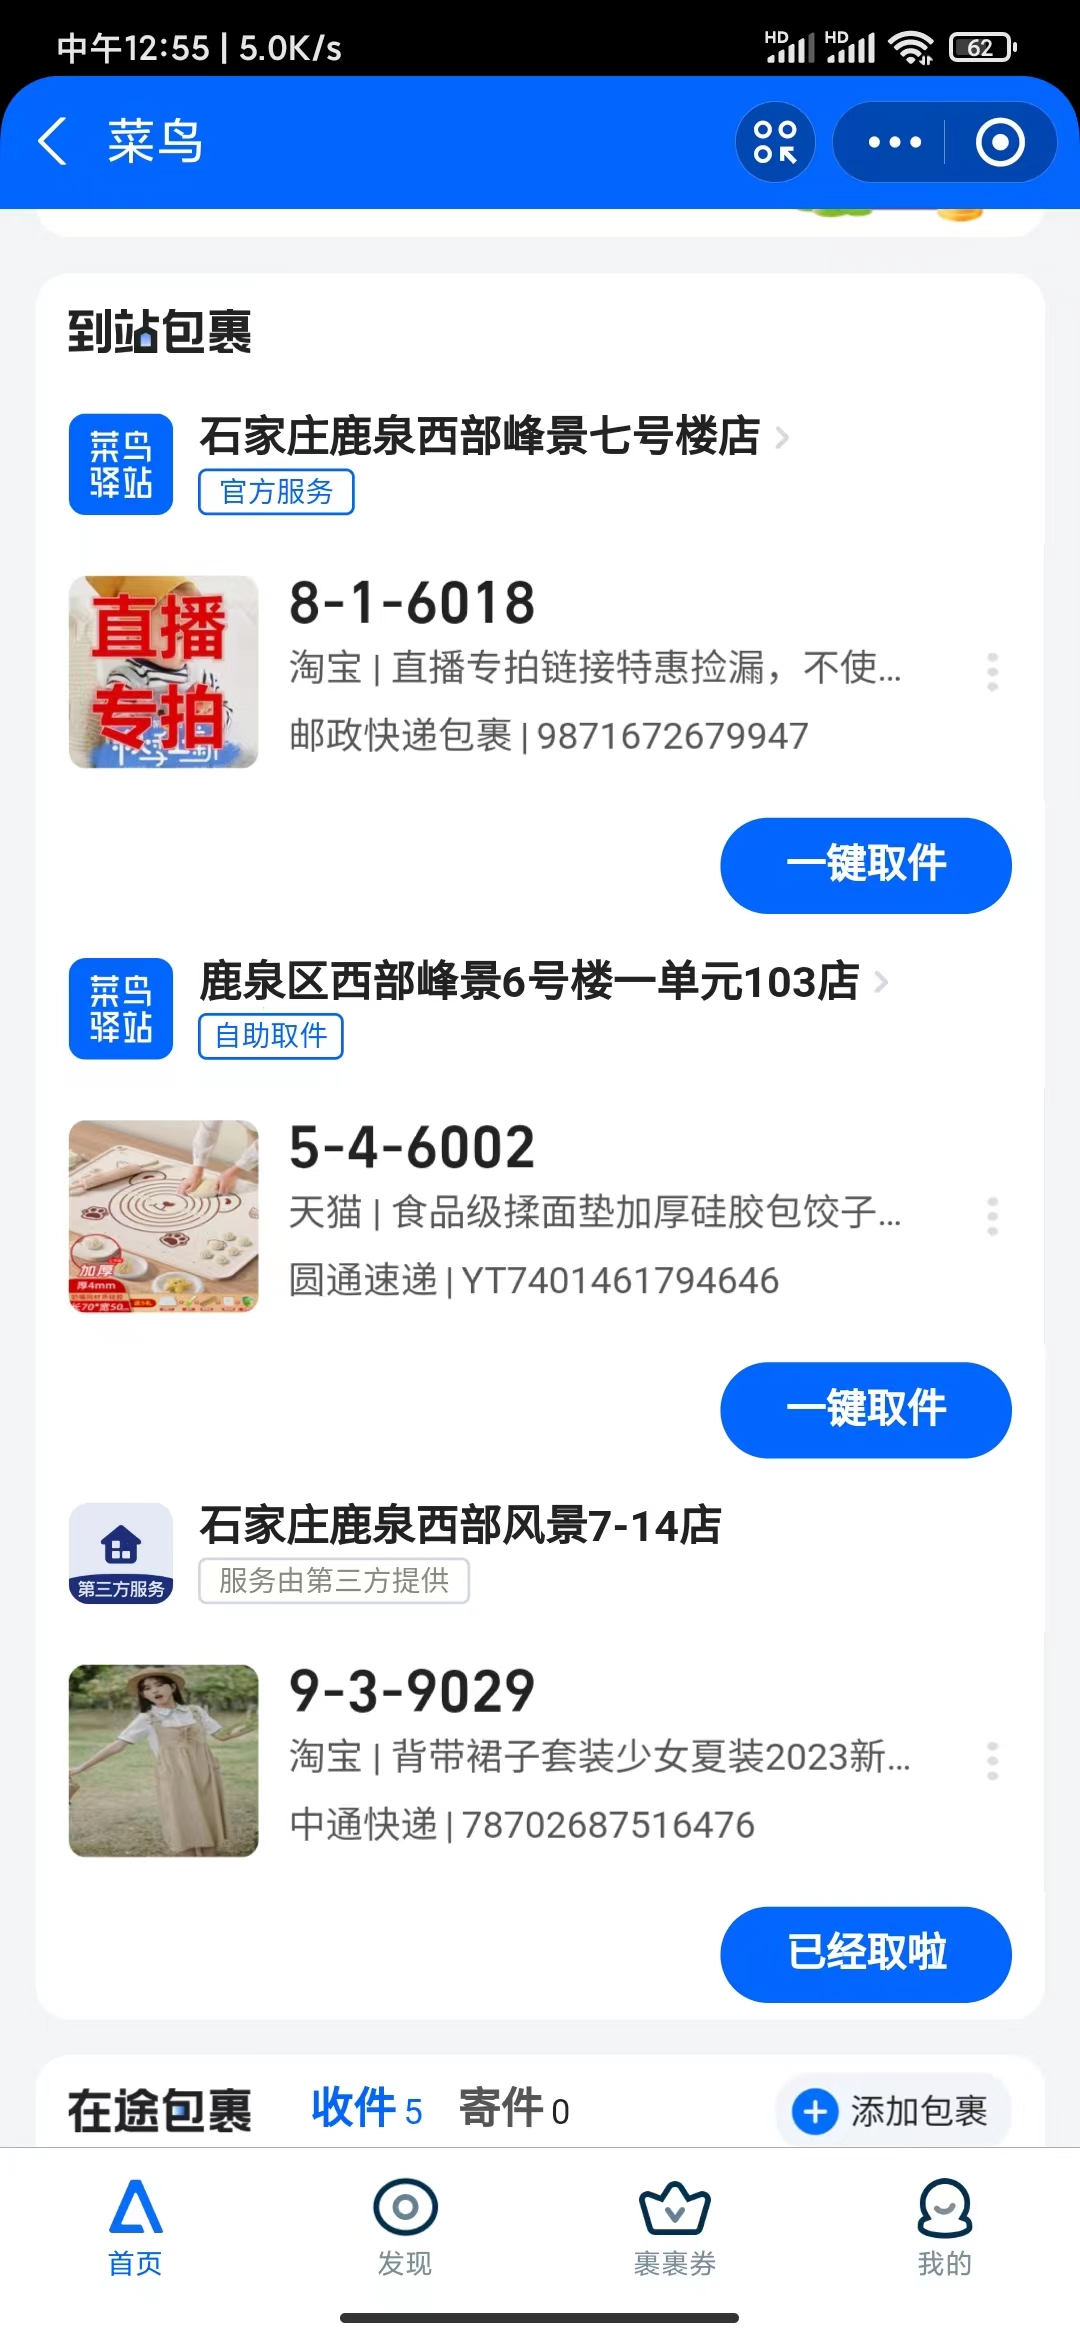 中午12:55 | 5.0K/s
HD HD 62
菜鸟
到站包裹
菜鸟
驿站
石家庄鹿泉西部峰景七号楼店
官方服务
直播
专拍
8-1-6018
淘宝 | 直播专拍链接特惠捡漏，不使...
邮政快递包裹 | 9871672679947
一键取件
菜鸟
驿站
鹿泉区西部峰景6号楼一单元103店
自助取件
加厚
厚4mm
长70*宽50
5-4-6002
天猫 | 食品级揉面垫加厚硅胶包饺子...
圆通速递 | YT7401461794646
一键取件
第三方服务
石家庄鹿泉西部风景7-14店
服务由第三方提供
9-3-9029
淘宝 | 背带裙子套装少女夏装2023新...
中通快递 | 78702687516476
已经取啦
在途包裹 收件 5 寄件 0 添加包裹
首页 发现 裹裹券 我的